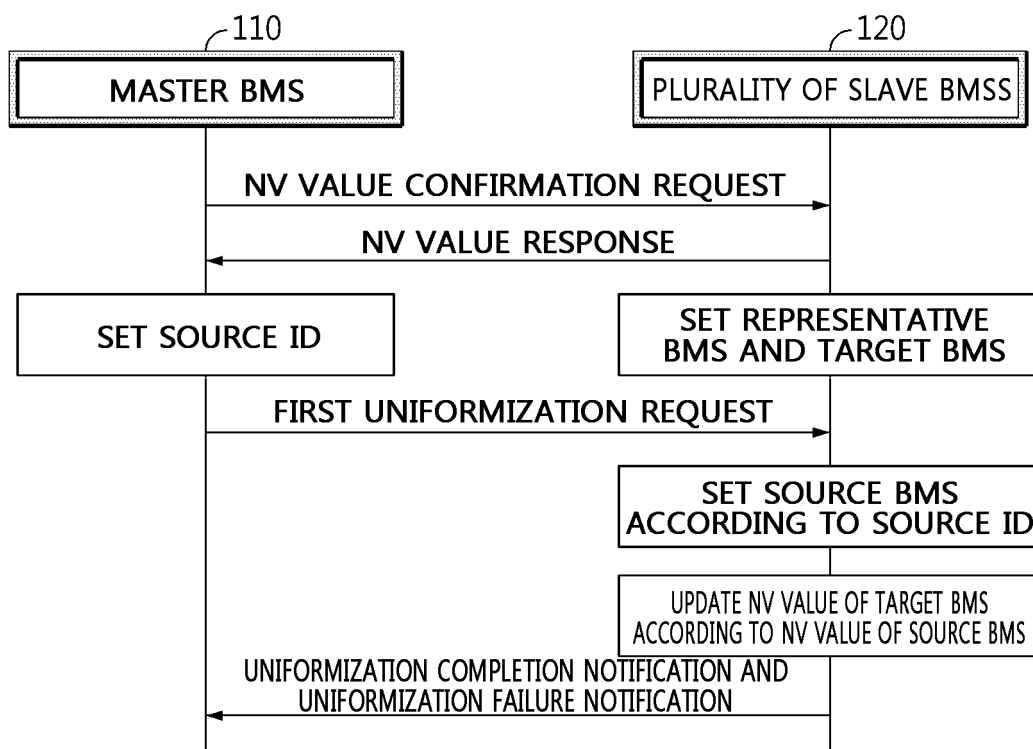 110
120
MASTER BMS
PLURALITY OF SLAVE BMSS
NV VALUE CONFIRMATION REQUEST
NV VALUE RESPONSE
SET SOURCE ID
SET REPRESENTATIVE
BMS AND TARGET BMS
FIRST UNIFORMIZATION REQUEST
SET SOURCE BMS
ACCORDING TO SOURCE ID
UPDATE NV VALUE OF TARGET BMS
ACCORDING TO NV VALUE OF SOURCE BMS
UNIFORMIZATION COMPLETION NOTIFICATION AND
UNIFORMIZATION FAILURE NOTIFICATION